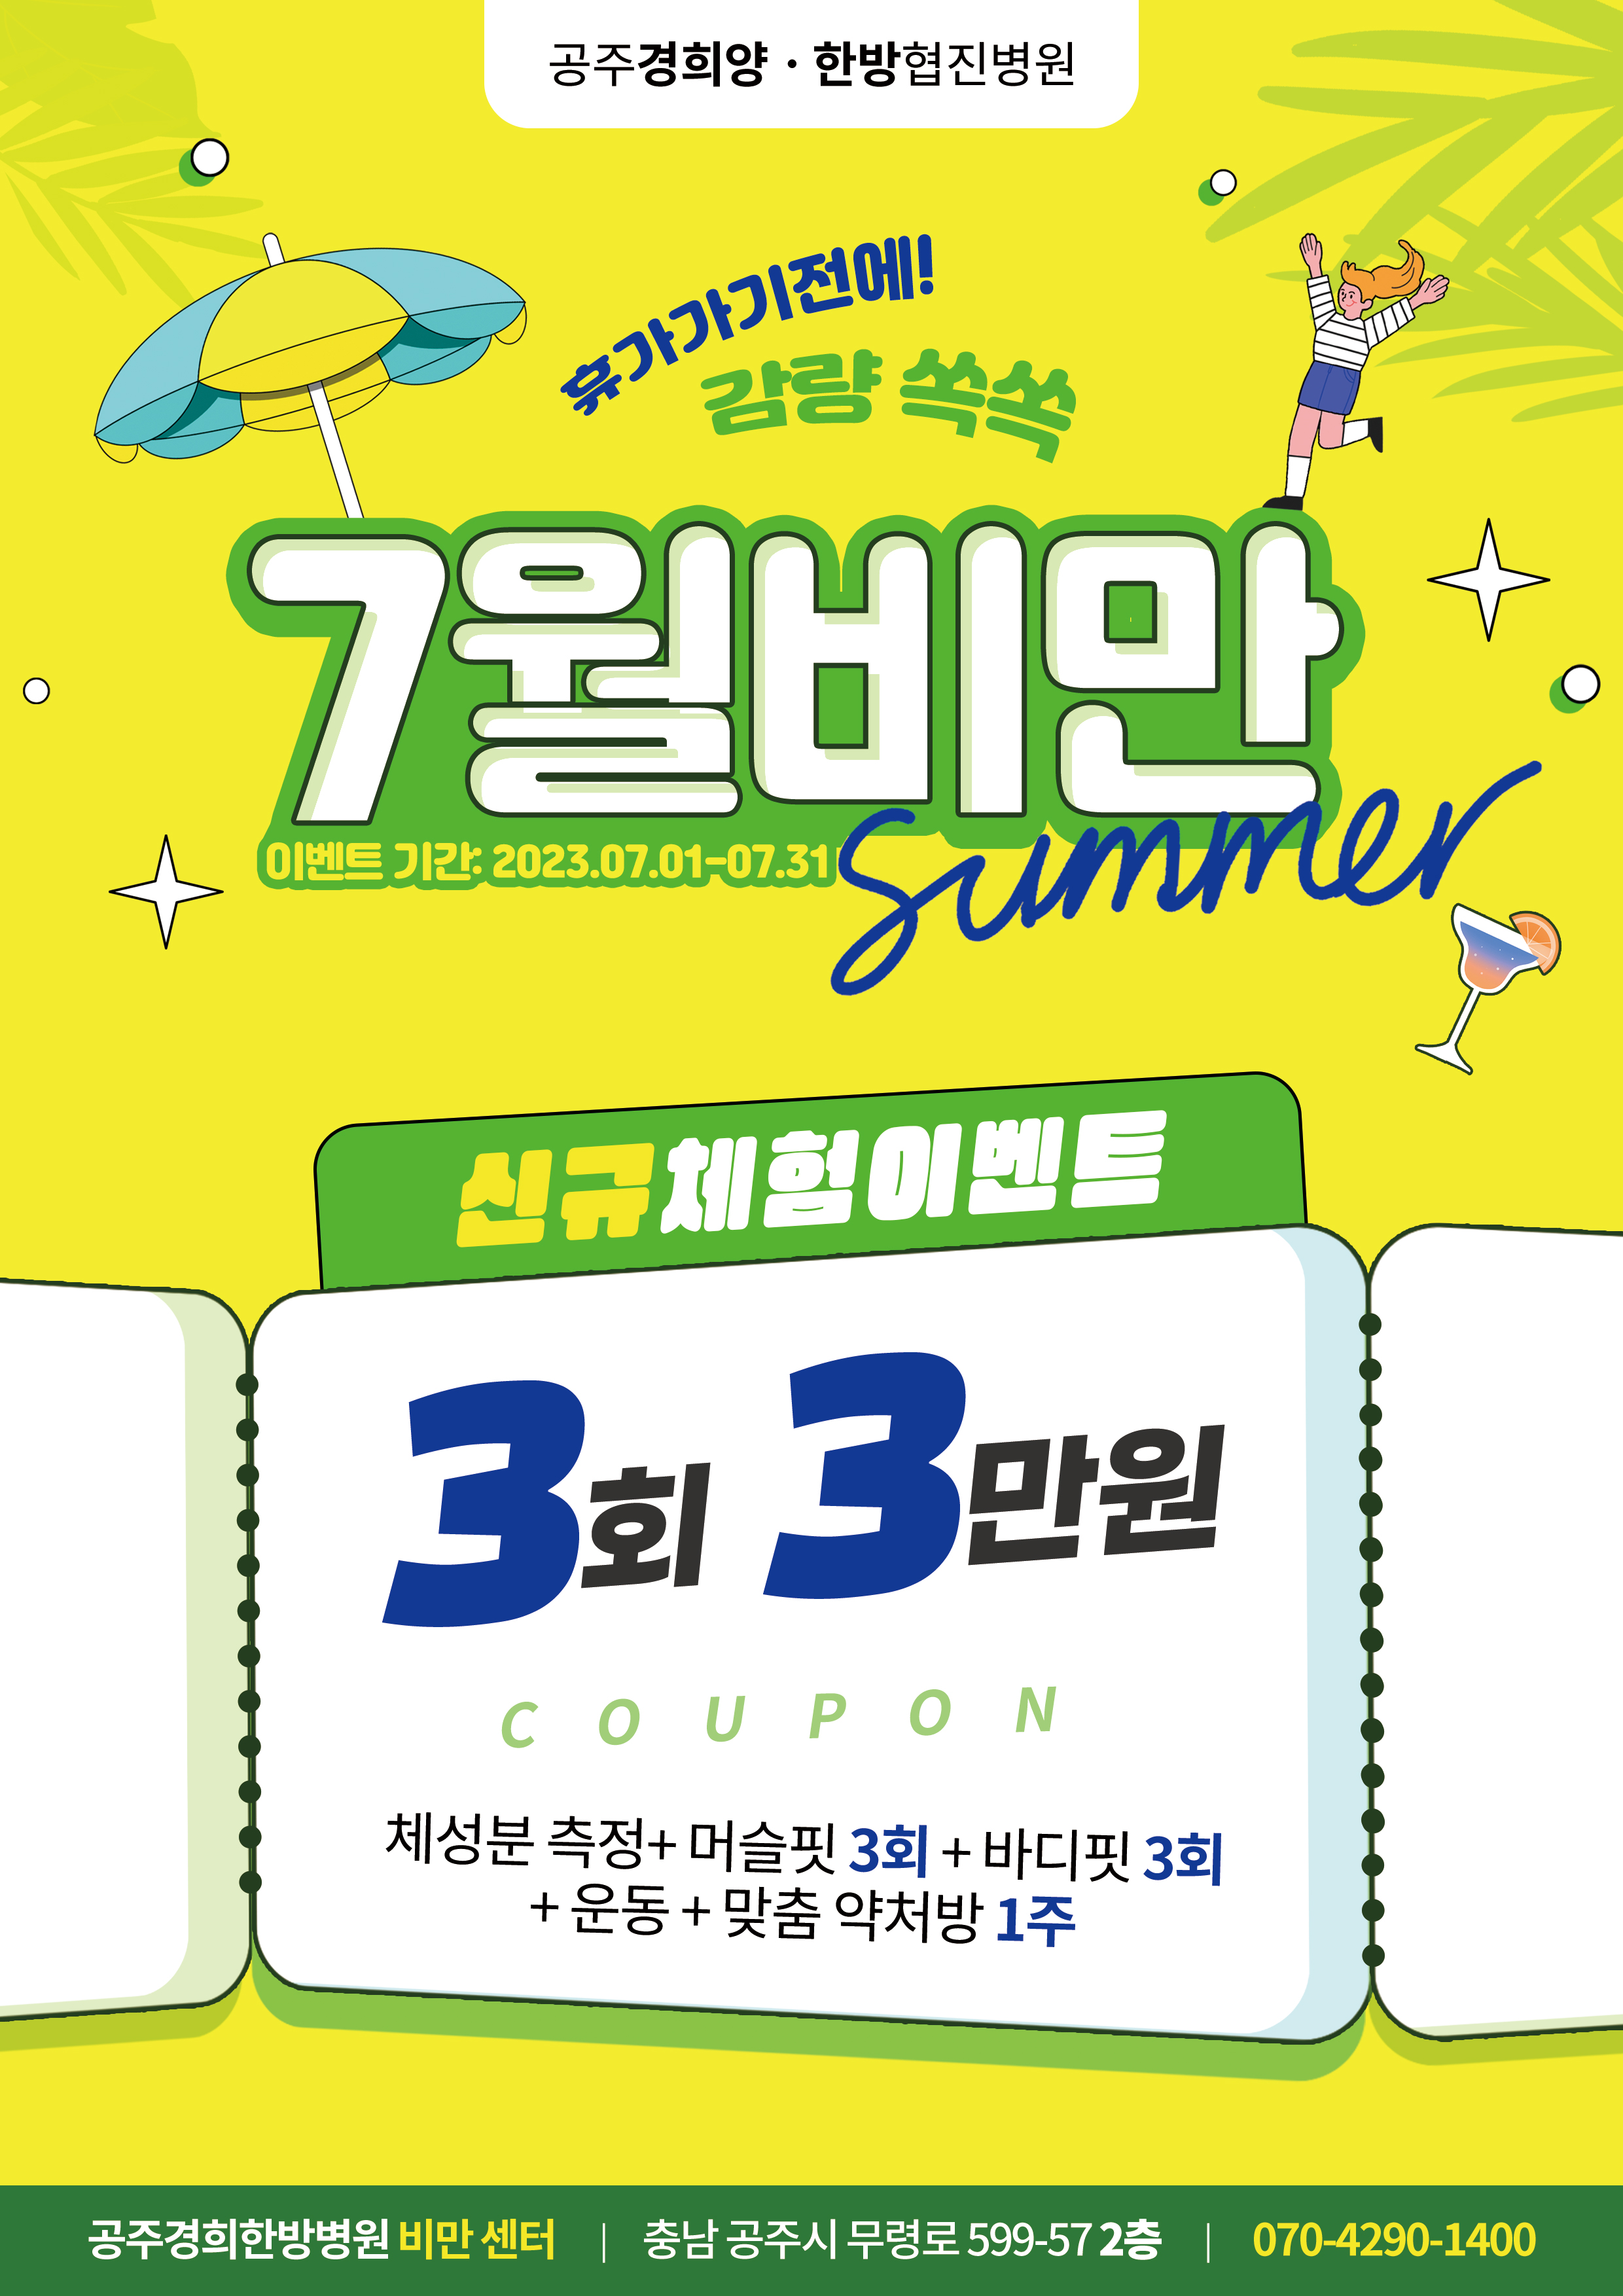 공주경희양 · 한방협진병원
휴가가기전에!
감량 쏙쏙
7월비만
이벤트 기간: 2023.07.01-07.31
summer
신규체험이벤트
3회 3만원
COUPON
체성분 측정+ 머슬핏 3회 + 바디핏 3회
+ 운동 + 맞춤 약처방 1주
공주경희한방병원 비만 센터 | 충남 공주시 무령로 599-57 2층 | 070-4290-1400